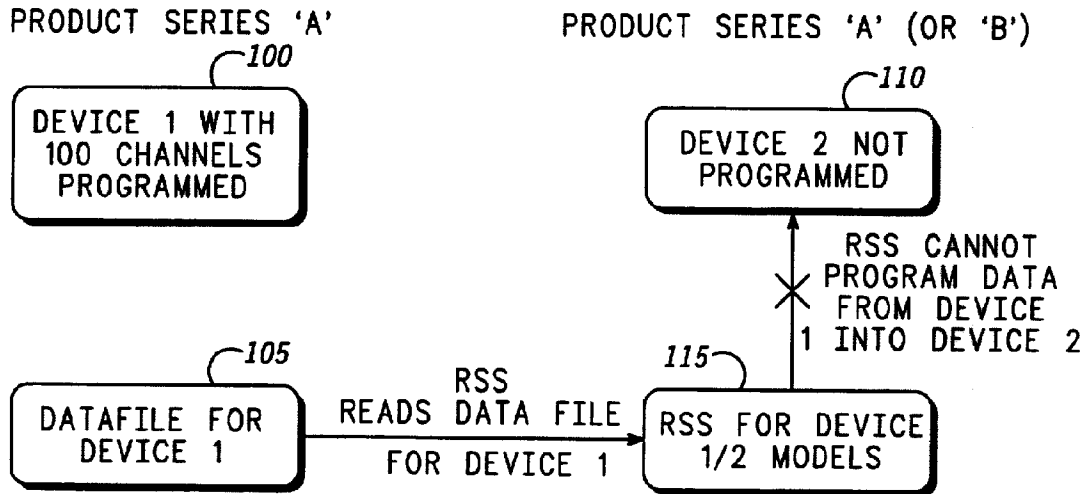 PRODUCT SERIES 'A'
100
DEVICE 1 WITH
100 CHANNELS
PROGRAMMED
PRODUCT SERIES 'A' (OR 'B')
110
DEVICE 2 NOT
PROGRAMMED
RSS CANNOT
PROGRAM DATA
FROM DEVICE
1 INTO DEVICE 2
105
DATAFILE FOR
DEVICE 1
RSS
READS DATA FILE
FOR DEVICE 1
115
RSS FOR DEVICE
1/2 MODELS